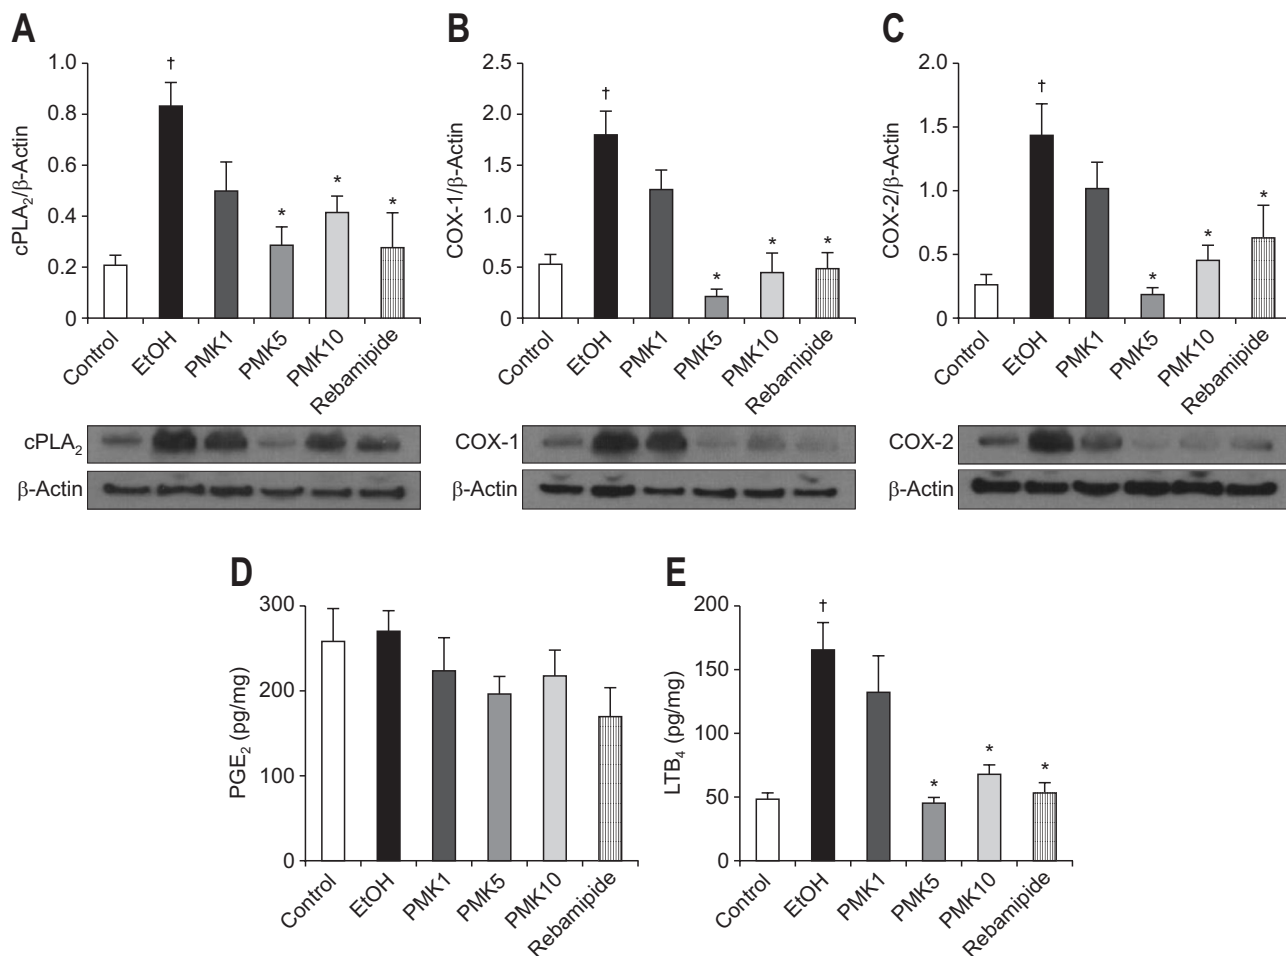 A
cPLA₂/β-Actin
1.0
0.8
0.6
0.4
0.2
0
†
*
*
*
Control
EtOH
PMK1
PMK5
PMK10
Rebamipide
cPLA₂
β-Actin
B
COX-1/β-Actin
2.5
2.0
1.5
1.0
0.5
0
†
*
*
*
Control
EtOH
PMK1
PMK5
PMK10
Rebamipide
COX-1
β-Actin
C
COX-2/β-Actin
2.0
1.5
1.0
0.5
0
†
*
*
*
Control
EtOH
PMK1
PMK5
PMK10
Rebamipide
COX-2
β-Actin
D
PGE₂ (pg/mg)
300
200
100
0
Control
EtOH
PMK1
PMK5
PMK10
Rebamipide
E
LTB₄ (pg/mg)
200
150
100
50
0
†
*
*
*
Control
EtOH
PMK1
PMK5
PMK10
Rebamipide